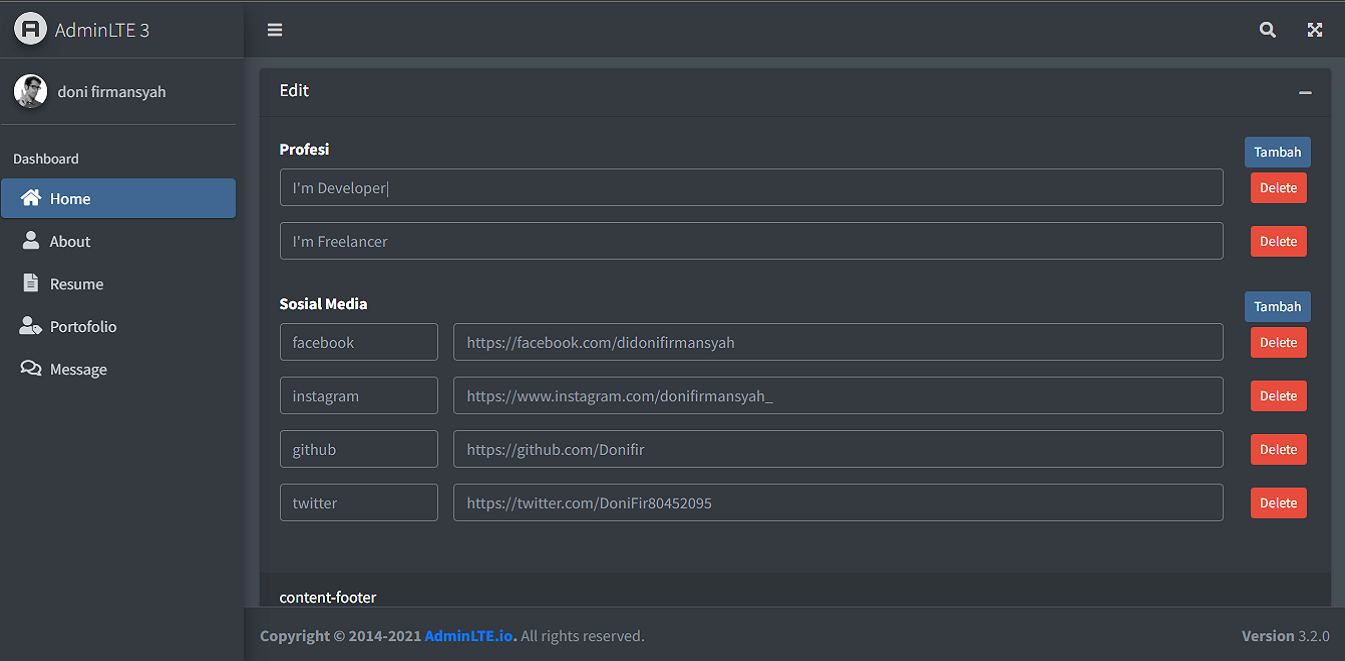 AdminLTE 3
doni firmansyah
Dashboard
Home
About
Resume
Portofolio
Message
Edit
Profesi
Tambah
I'm Developer
Delete
I'm Freelancer
Delete
Sosial Media
Tambah
facebook https://facebook.com/didonifirmansyah Delete
instagram https://www.instagram.com/donifirmansyah_ Delete
github https://github.com/Donifir Delete
twitter https://twitter.com/DoniFir80452095 Delete
content-footer
Copyright © 2014-2021 AdminLTE.io. All rights reserved. Version 3.2.0